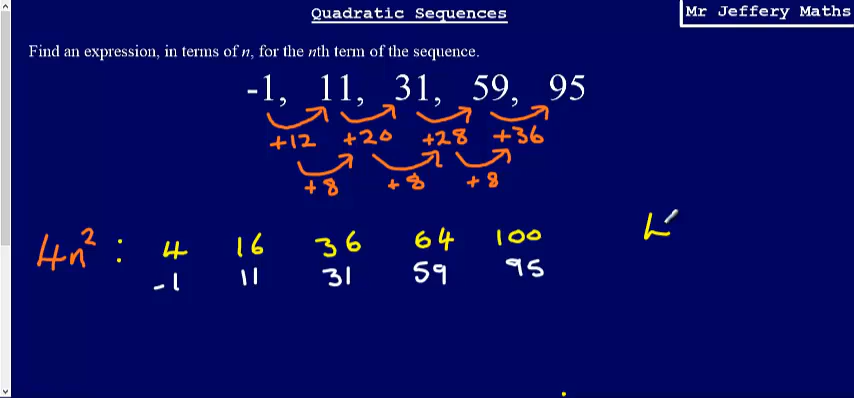 Quadratic Sequences
Mr Jeffery Maths
Find an expression, in terms of n, for the nth term of the sequence.
-1, 11, 31, 59, 95
+12 +20 +28 +36
+8 +8 +8
4n² : 4 16 36 64 100
-1 11 31 59 95